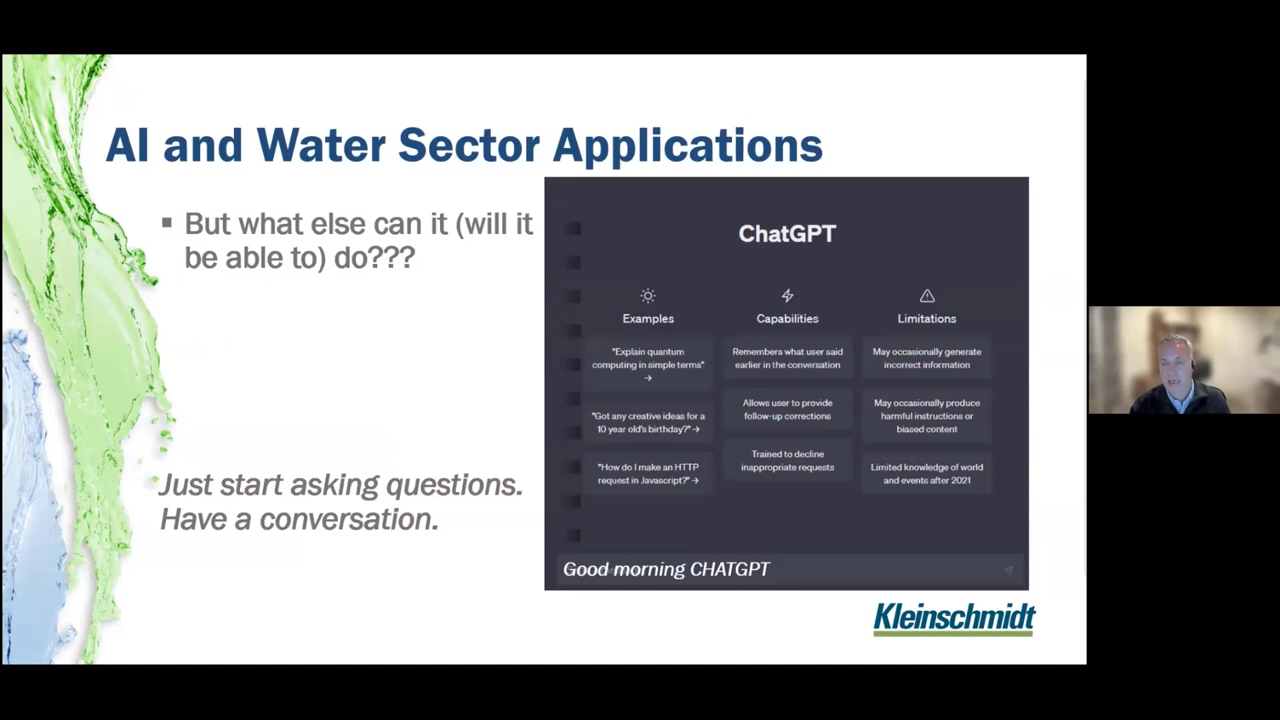 AI and Water Sector Applications
▪ But what else can it (will it
be able to) do???
Just start asking questions.
Have a conversation.
ChatGPT
Examples
"Explain quantum
computing in simple terms"
→
"Got any creative ideas for a
10 year old's birthday?" →
"How do I make an HTTP
request in Javascript?" →
Capabilities
Remembers what user said
earlier in the conversation
Allows user to provide
follow-up corrections
Trained to decline
inappropriate requests
Limitations
May occasionally generate
incorrect information
May occasionally produce
harmful instructions or
biased content
Limited knowledge of world
and events after 2021
Good morning CHATGPT
Kleinschmidt